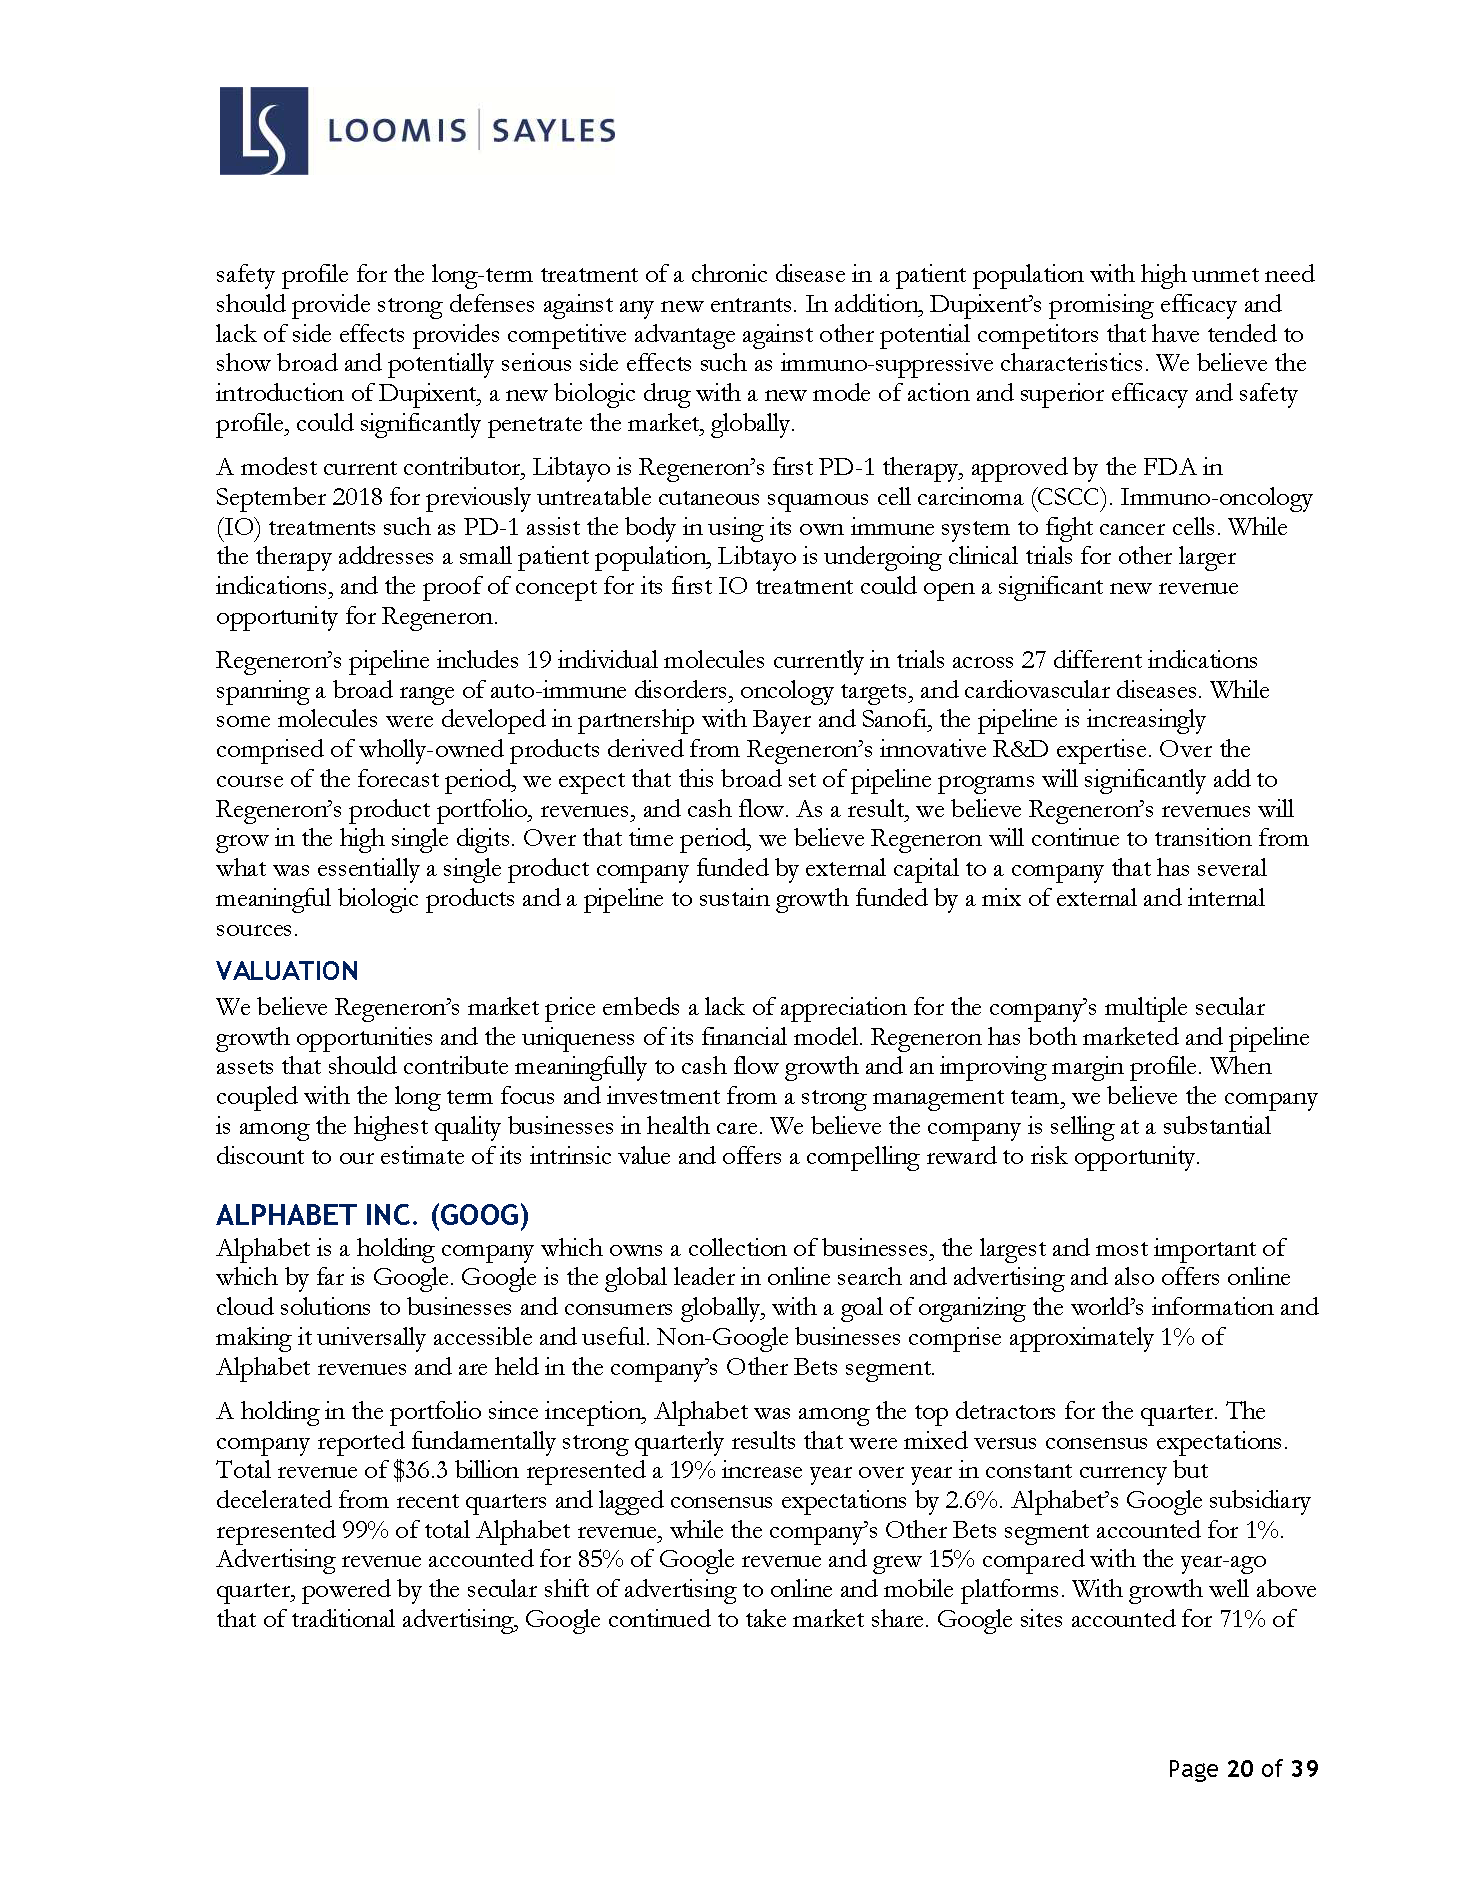 LS LOOMIS | SAYLES
safety profile for the long-term treatment of a chronic disease in a patient population with high unmet need
should provide strong defenses against any new entrants. In addition, Dupixent’s promising efficacy and
lack of side effects provides competitive advantage against other potential competitors that have tended to
show broad and potentially serious side effects such as immuno-suppressive characteristics. We believe the
introduction of Dupixent, a new biologic drug with a new mode of action and superior efficacy and safety
profile, could significantly penetrate the market, globally.
A modest current contributor, Libtayo is Regeneron’s first PD-1 therapy, approved by the FDA in
September 2018 for previously untreatable cutaneous squamous cell carcinoma (CSCC). Immuno-oncology
(IO) treatments such as PD-1 assist the body in using its own immune system to fight cancer cells. While
the therapy addresses a small patient population, Libtayo is undergoing clinical trials for other larger
indications, and the proof of concept for its first IO treatment could open a significant new revenue
opportunity for Regeneron.
Regeneron’s pipeline includes 19 individual molecules currently in trials across 27 different indications
spanning a broad range of auto-immune disorders, oncology targets, and cardiovascular diseases. While
some molecules were developed in partnership with Bayer and Sanofi, the pipeline is increasingly
comprised of wholly-owned products derived from Regeneron’s innovative R&D expertise. Over the
course of the forecast period, we expect that this broad set of pipeline programs will significantly add to
Regeneron’s product portfolio, revenues, and cash flow. As a result, we believe Regeneron’s revenues will
grow in the high single digits. Over that time period, we believe Regeneron will continue to transition from
what was essentially a single product company funded by external capital to a company that has several
meaningful biologic products and a pipeline to sustain growth funded by a mix of external and internal
sources.
VALUATION
We believe Regeneron’s market price embeds a lack of appreciation for the company’s multiple secular
growth opportunities and the uniqueness of its financial model. Regeneron has both marketed and pipeline
assets that should contribute meaningfully to cash flow growth and an improving margin profile. When
coupled with the long term focus and investment from a strong management team, we believe the company
is among the highest quality businesses in health care. We believe the company is selling at a substantial
discount to our estimate of its intrinsic value and offers a compelling reward to risk opportunity.
ALPHABET INC. (GOOG)
Alphabet is a holding company which owns a collection of businesses, the largest and most important of
which by far is Google. Google is the global leader in online search and advertising and also offers online
cloud solutions to businesses and consumers globally, with a goal of organizing the world’s information and
making it universally accessible and useful. Non-Google businesses comprise approximately 1% of
Alphabet revenues and are held in the company’s Other Bets segment.
A holding in the portfolio since inception, Alphabet was among the top detractors for the quarter. The
company reported fundamentally strong quarterly results that were mixed versus consensus expectations.
Total revenue of $36.3 billion represented a 19% increase year over year in constant currency but
decelerated from recent quarters and lagged consensus expectations by 2.6%. Alphabet’s Google subsidiary
represented 99% of total Alphabet revenue, while the company’s Other Bets segment accounted for 1%.
Advertising revenue accounted for 85% of Google revenue and grew 15% compared with the year-ago
quarter, powered by the secular shift of advertising to online and mobile platforms. With growth well above
that of traditional advertising, Google continued to take market share. Google sites accounted for 71% of
Page 20 of 39